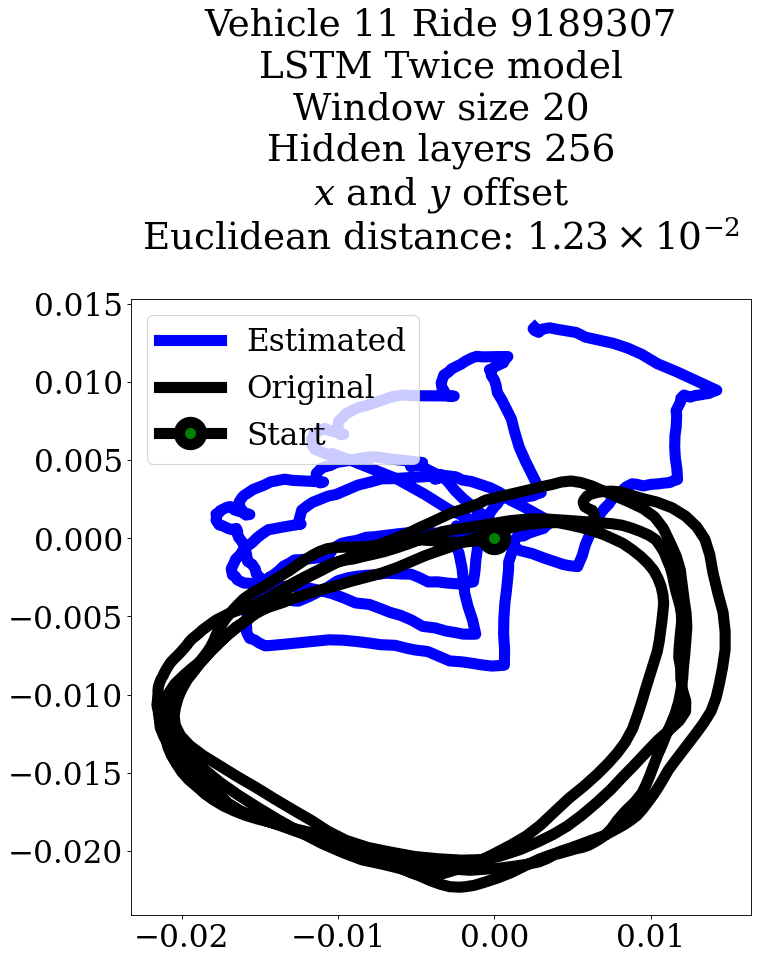 Vehicle 11 Ride 9189307
LSTM Twice model
Window size 20
Hidden layers 256
x and y offset
Euclidean distance: 1.23 × 10⁻²
Estimated
Original
Start
0.015
0.010
0.005
0.000
−0.005
−0.010
−0.015
−0.020
−0.02 −0.01 0.00 0.01